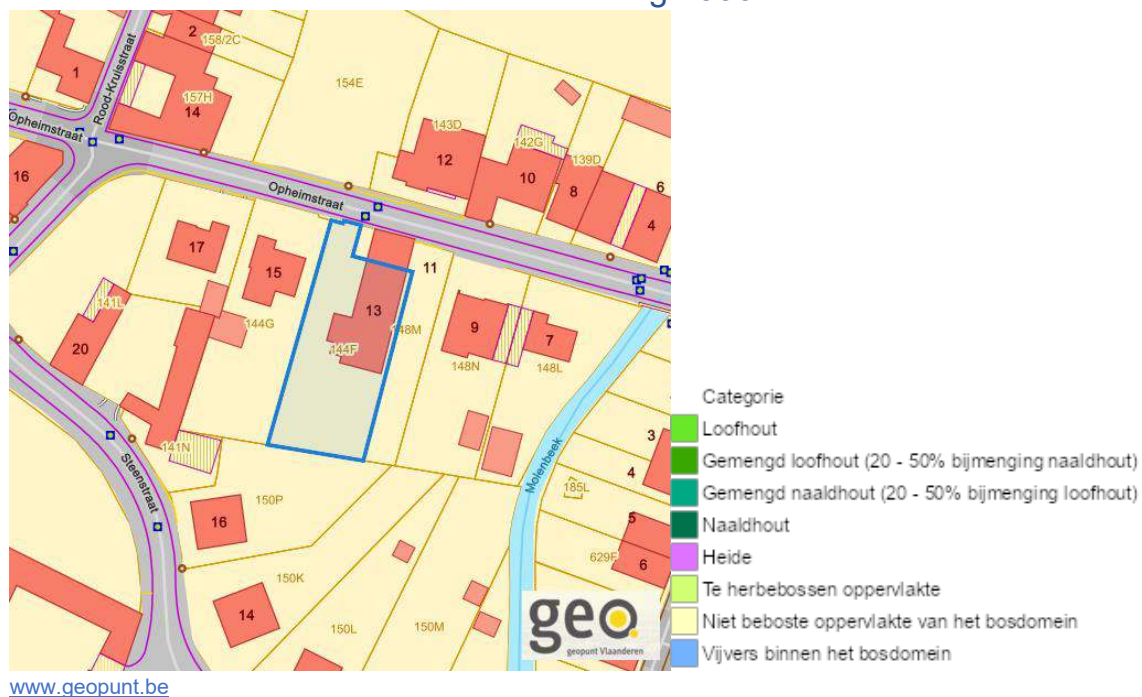 2
158/2C
1
154E
157H
14
Rood-Kruisstraat
Opheimstraat
16
143D
142G
139D
12
10
8
6
4
Opheimstraat
17
15
11
13
141L
144G
148M
9
7
20
144F
148N
148L
141N
Steenstraat
Molenbeek
3
4
185L
150P
16
5
629F
6
150K
14
150L
150M
geo
geopunt Vlaanderen
Categorie
Loofhout
Gemengd loofhout (20 - 50% bijmenging naaldhout)
Gemengd naaldhout (20 - 50% bijmenging loofhout)
Naaldhout
Heide
Te herbebossen oppervlakte
Niet beboste oppervlakte van het bosdomein
Vijvers binnen het bosdomein
www.geopunt.be